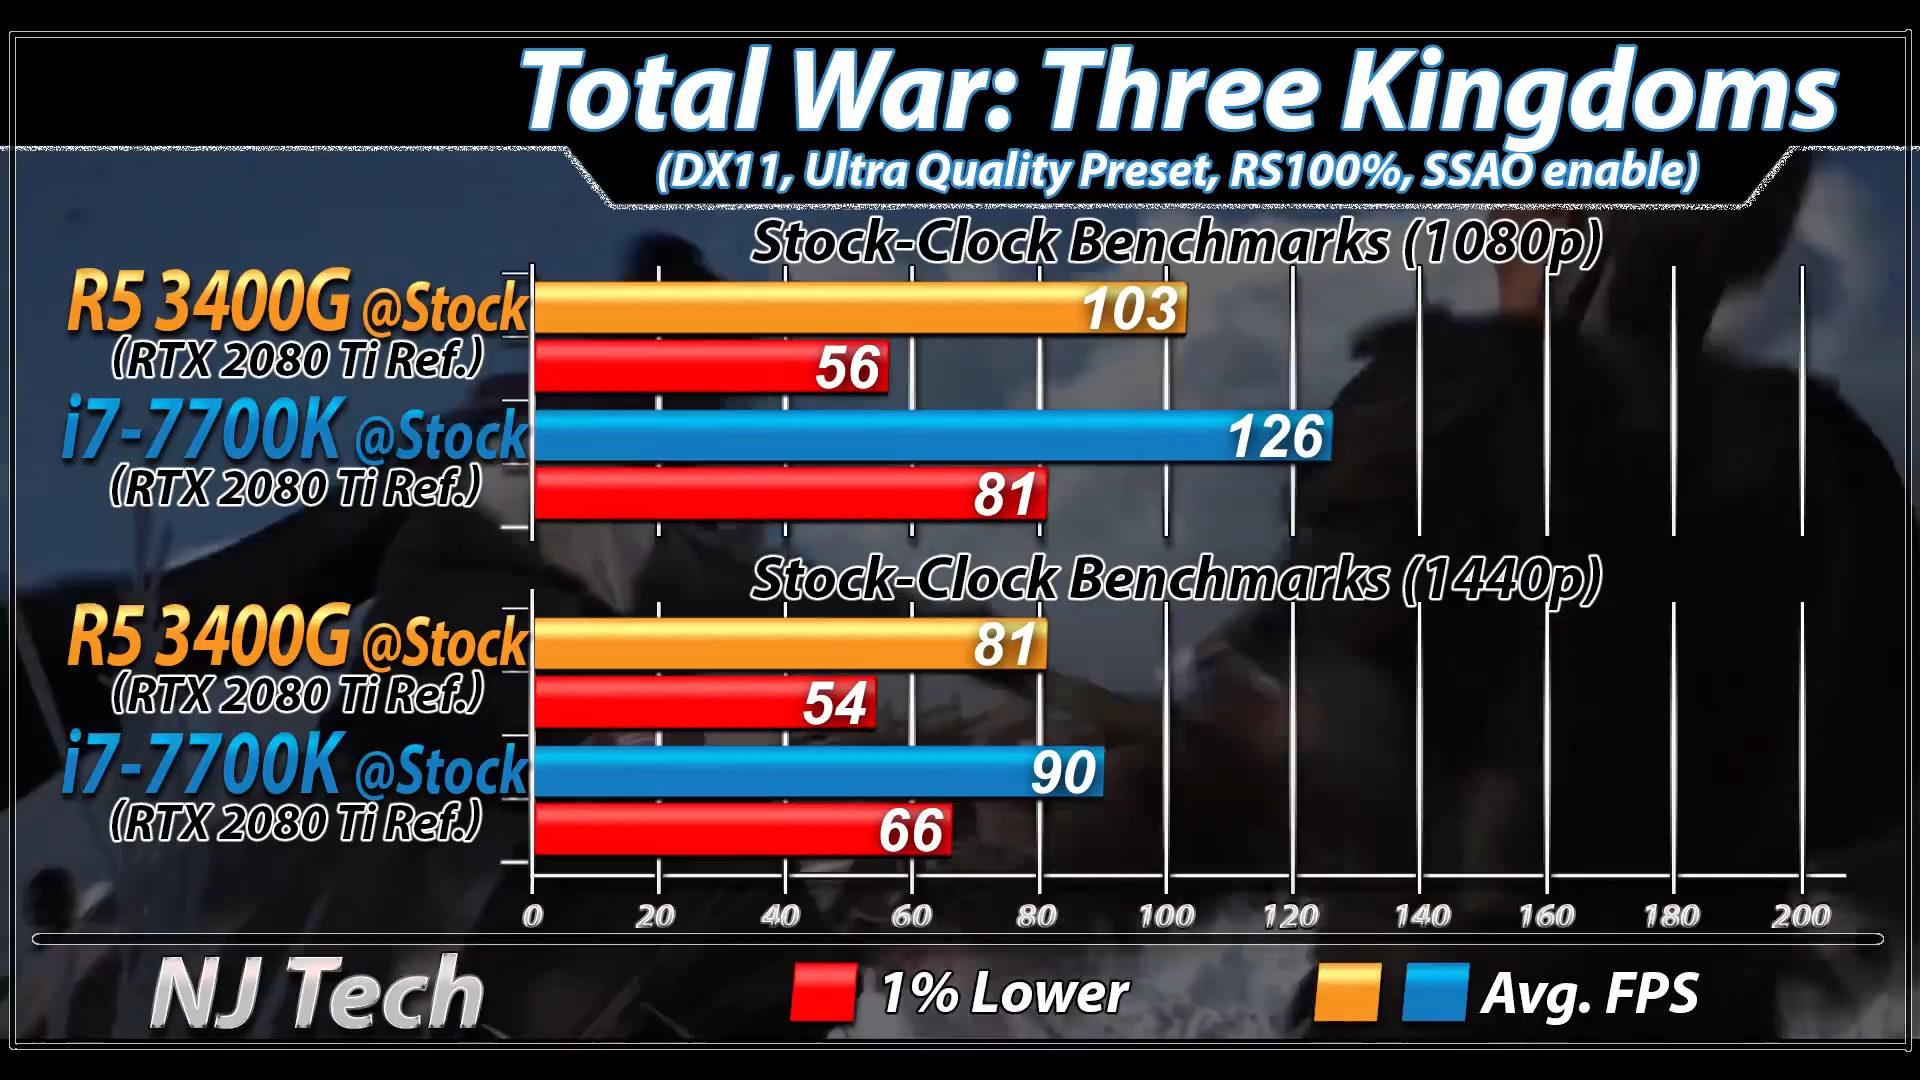 Total War: Three Kingdoms
(DX11, Ultra Quality Preset, RS100%, SSAO enable)
Stock-Clock Benchmarks (1080p)
R5 3400G @Stock
103
(RTX 2080 Ti Ref.)
56
i7-7700K @Stock
126
(RTX 2080 Ti Ref.)
81
Stock-Clock Benchmarks (1440p)
R5 3400G @Stock
81
(RTX 2080 Ti Ref.)
54
i7-7700K @Stock
90
(RTX 2080 Ti Ref.)
66
0 20 40 60 80 100 120 140 160 180 200
NJ Tech
1% Lower
Avg. FPS